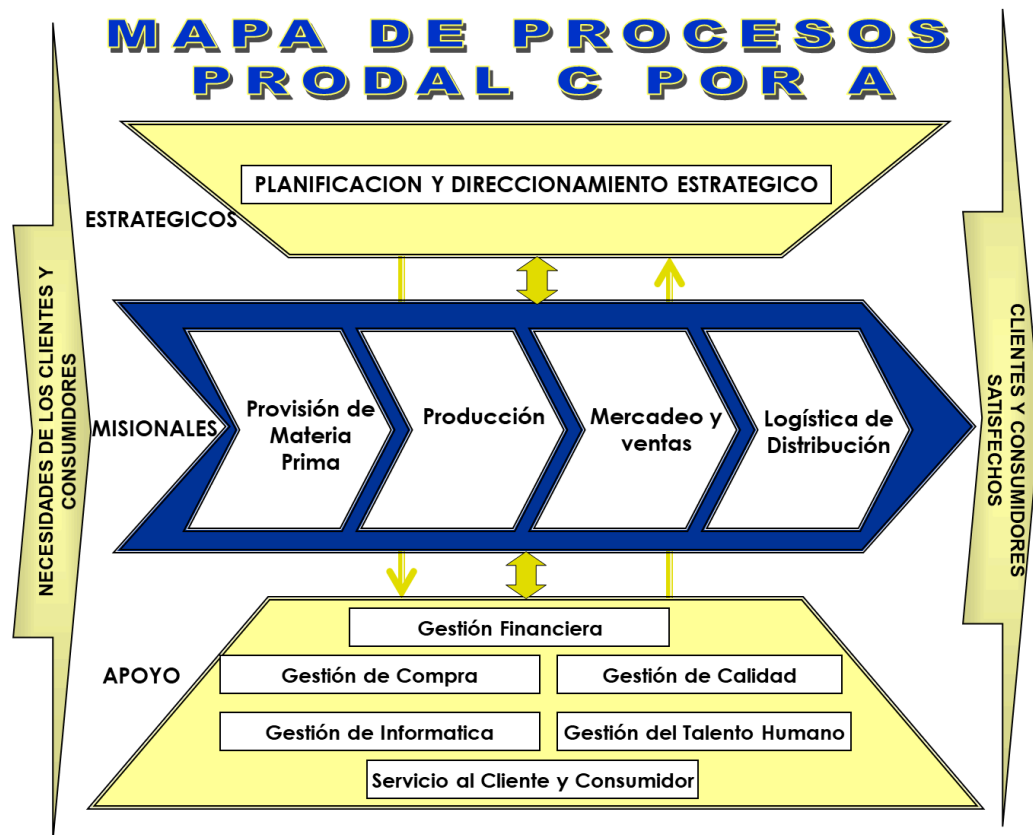 MAPA DE PROCESOS
PRODAL C POR A
PLANIFICACION Y DIRECCIONAMIENTO ESTRATEGICO
ESTRATEGICOS
NECESIDADES DE LOS CLIENTES Y
CONSUMIDORES
MISIONALES
Provisión de
Materia
Prima
Producción
Mercadeo y
ventas
Logística de
Distribución
CLIENTES Y CONSUMIDORES
SATISFECHOS
APOYO
Gestión Financiera
Gestión de Compra
Gestión de Calidad
Gestión de Informatica
Gestión del Talento Humano
Servicio al Cliente y Consumidor